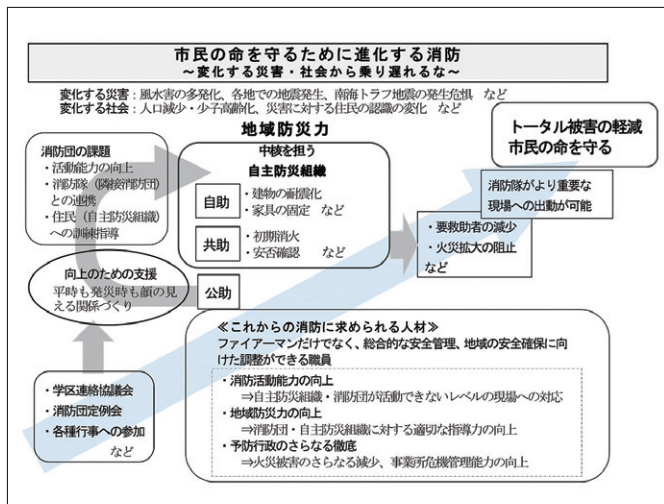 市民の命を守るために進化する消防
～変化する災害・社会から乗り遅れるな～
変化する災害：風水害の多発化、各地での地震発生、南海トラフ地震の発生危惧　など
変化する社会：人口減少・少子高齢化、災害に対する住民の認識の変化　など
消防団の課題
・活動能力の向上
・消防隊（隣接消防団）
との連携
・住民（自主防災組織）
への訓練指導
地域防災力
中核を担う
自主防災組織
自助
・建物の耐震化
・家具の固定　など
共助
・初期消火
・安否確認　　など
公助
トータル被害の軽減
市民の命を守る
消防隊がより重要な
現場への出動が可能
・要救助者の減少
・火災拡大の阻止
など
向上のための支援
平時も発災時も顔の見
える関係づくり
・学区連絡協議会
・消防団定例会
・各種行事への参加
など
≪これからの消防に求められる人材≫
ファイアーマンだけでなく、総合的な安全管理、地域の安全確保に向
けた調整ができる職員
・消防活動能力の向上
⇒自主防災組織・消防団が活動できないレベルの現場への対応
・地域防災力の向上
⇒消防団・自主防災組織に対する適切な指導力の向上
・予防行政のさらなる徹底
⇒火災被害のさらなる減少、事業所危機管理能力の向上